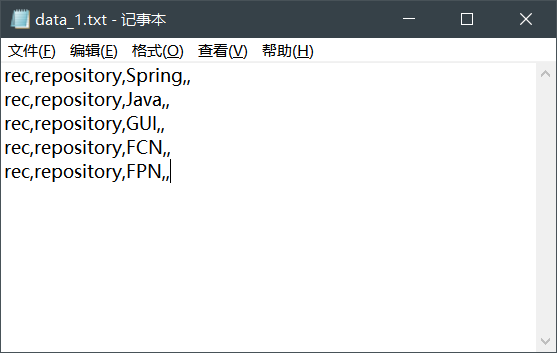 data_1.txt - 记事本
文件(F) 编辑(E) 格式(O) 查看(V) 帮助(H)
rec,repository,Spring,,
rec,repository,Java,,
rec,repository,GUI,,
rec,repository,FCN,,
rec,repository,FPN,,